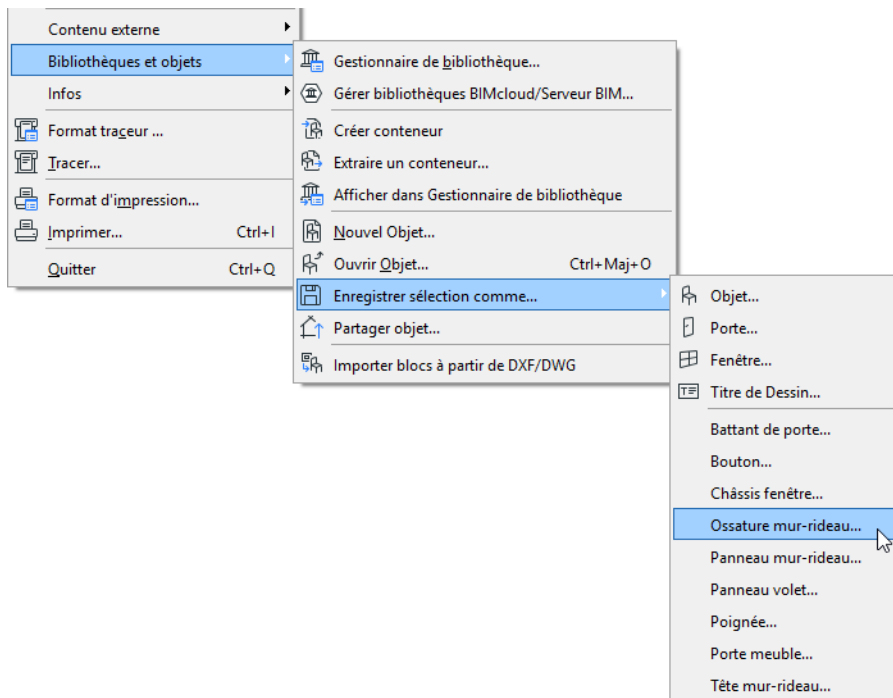 Contenu externe
Bibliothèques et objets
Infos
Format traceur ...
Tracer...
Format d'impression...
Imprimer... Ctrl+I
Quitter Ctrl+Q
Gestionnaire de bibliothèque...
Gérer bibliothèques BIMcloud/Serveur BIM...
Créer conteneur
Extraire un conteneur...
Afficher dans Gestionnaire de bibliothèque
Nouvel Objet...
Ouvrir Objet... Ctrl+Maj+O
Enregistrer sélection comme...
Partager objet...
Importer blocs à partir de DXF/DWG
Objet...
Porte...
Fenêtre...
Titre de Dessin...
Battant de porte...
Bouton...
Châssis fenêtre...
Ossature mur-rideau...
Panneau mur-rideau...
Panneau volet...
Poignée...
Porte meuble...
Tête mur-rideau...